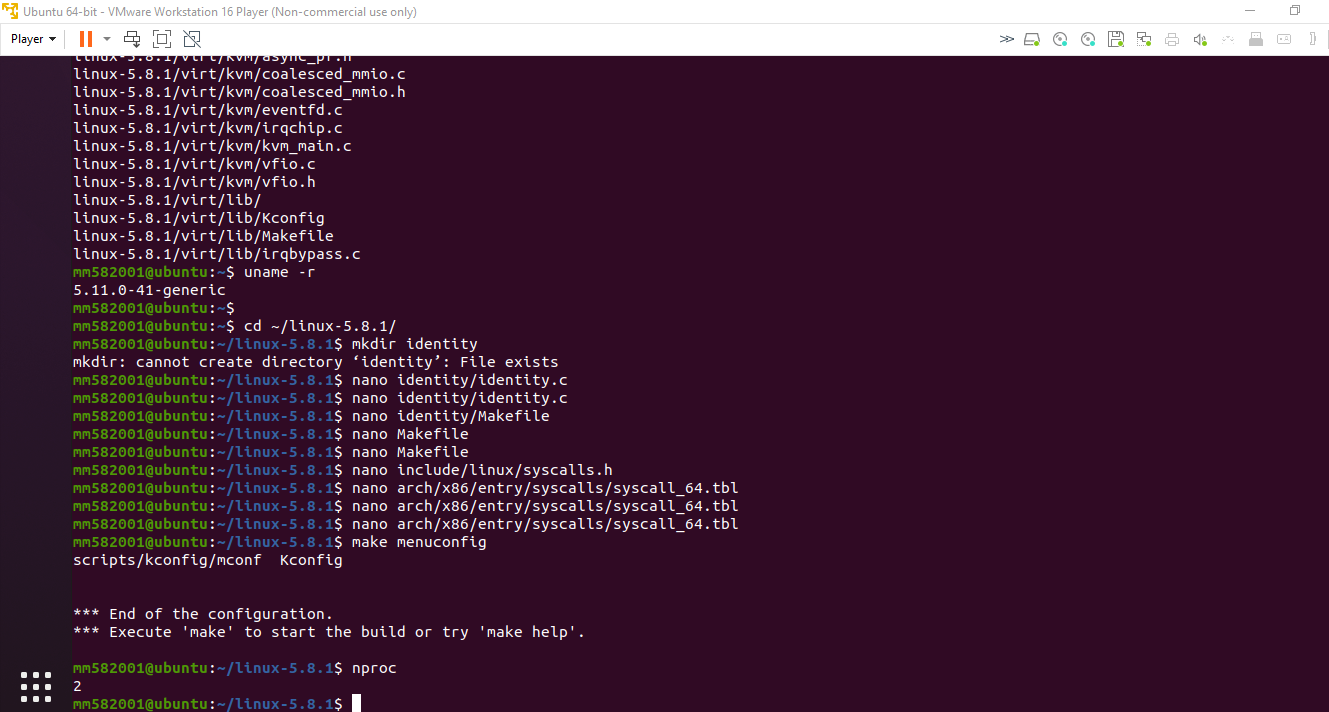 Ubuntu 64-bit - VMware Workstation 16 Player (Non-commercial use only)
Player
linux-5.8.1/virt/kvm/async_pf.h
linux-5.8.1/virt/kvm/coalesced_mmio.c
linux-5.8.1/virt/kvm/coalesced_mmio.h
linux-5.8.1/virt/kvm/eventfd.c
linux-5.8.1/virt/kvm/irqchip.c
linux-5.8.1/virt/kvm/kvm_main.c
linux-5.8.1/virt/kvm/vfio.c
linux-5.8.1/virt/kvm/vfio.h
linux-5.8.1/virt/lib/
linux-5.8.1/virt/lib/Kconfig
linux-5.8.1/virt/lib/Makefile
linux-5.8.1/virt/lib/irqbypass.c
mm582001@ubuntu:~$ uname -r
5.11.0-41-generic
mm582001@ubuntu:~$
mm582001@ubuntu:~$ cd ~/linux-5.8.1/
mm582001@ubuntu:~/linux-5.8.1$ mkdir identity
mkdir: cannot create directory ‘identity’: File exists
mm582001@ubuntu:~/linux-5.8.1$ nano identity/identity.c
mm582001@ubuntu:~/linux-5.8.1$ nano identity/identity.c
mm582001@ubuntu:~/linux-5.8.1$ nano identity/Makefile
mm582001@ubuntu:~/linux-5.8.1$ nano Makefile
mm582001@ubuntu:~/linux-5.8.1$ nano Makefile
mm582001@ubuntu:~/linux-5.8.1$ nano include/linux/syscalls.h
mm582001@ubuntu:~/linux-5.8.1$ nano arch/x86/entry/syscalls/syscall_64.tbl
mm582001@ubuntu:~/linux-5.8.1$ nano arch/x86/entry/syscalls/syscall_64.tbl
mm582001@ubuntu:~/linux-5.8.1$ nano arch/x86/entry/syscalls/syscall_64.tbl
mm582001@ubuntu:~/linux-5.8.1$ make menuconfig
scripts/kconfig/mconf  Kconfig
*** End of the configuration.
*** Execute 'make' to start the build or try 'make help'.
mm582001@ubuntu:~/linux-5.8.1$ nproc
2
mm582001@ubuntu:~/linux-5.8.1$